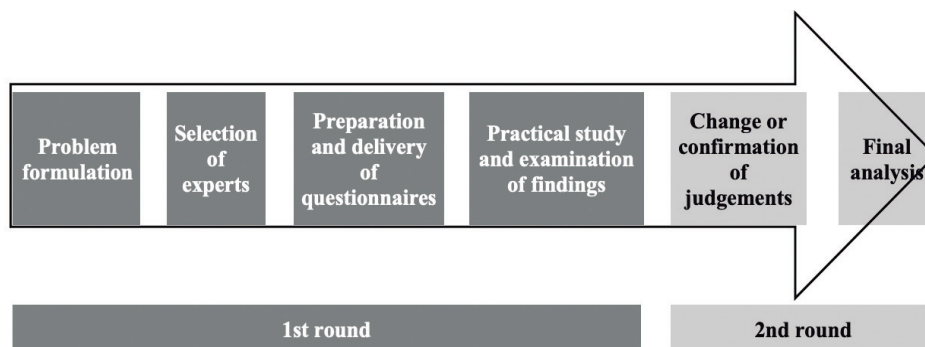 Problem
formulation
Selection
of
experts
Preparation
and delivery
of
questionnaires
Practical study
and examination
of findings
Change or
confirmation
of
judgements
Final
analysis
1st round
2nd round